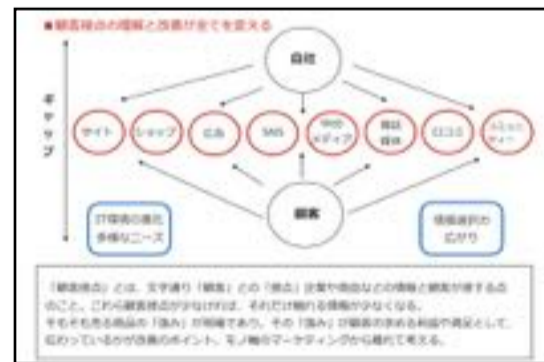 ■顧客接点の理解と改善が全てを変える
自社
ギャップ
サイト
ショップ
広告
SNS
WEB
メディア
雑誌
媒体
口コミ
コミュニ
ティー
顧客
IT環境の進化
多様なニーズ
情報選択の
広がり
「顧客接点」とは、文字通り「顧客」との「接点」企業や商品などの情報と顧客が接する点
のこと。これら顧客接点が少なければ、それだけ触れる情報が少なくなる。
そもそも売る商品の「強み」が明確であり、その「強み」が顧客の求める利益や満足として、
伝わっているかが改善のポイント。モノ軸のマーケティングから離れて考える。